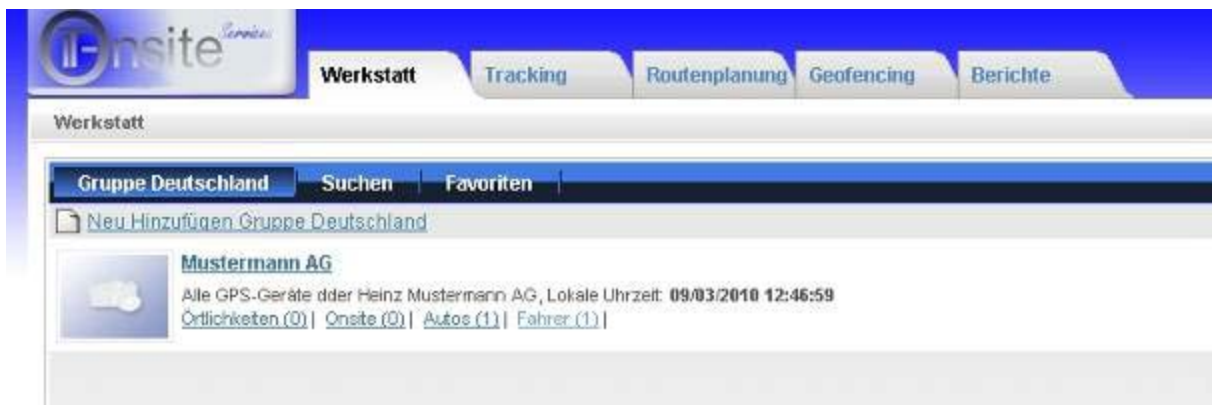 Onsite Services
Werkstatt Tracking Routenplanung Geofencing Berichte
Werkstatt
Gruppe Deutschland Suchen Favoriten
Neu Hinzufügen Gruppe Deutschland
Mustermann AG
Alle GPS-Geräte dder Heinz Mustermann AG, Lokale Uhrzeit: 09/03/2010 12:46:59
Örtlichketen (0) | Onsite (0) | Autos (1) | Fahrer (1) |